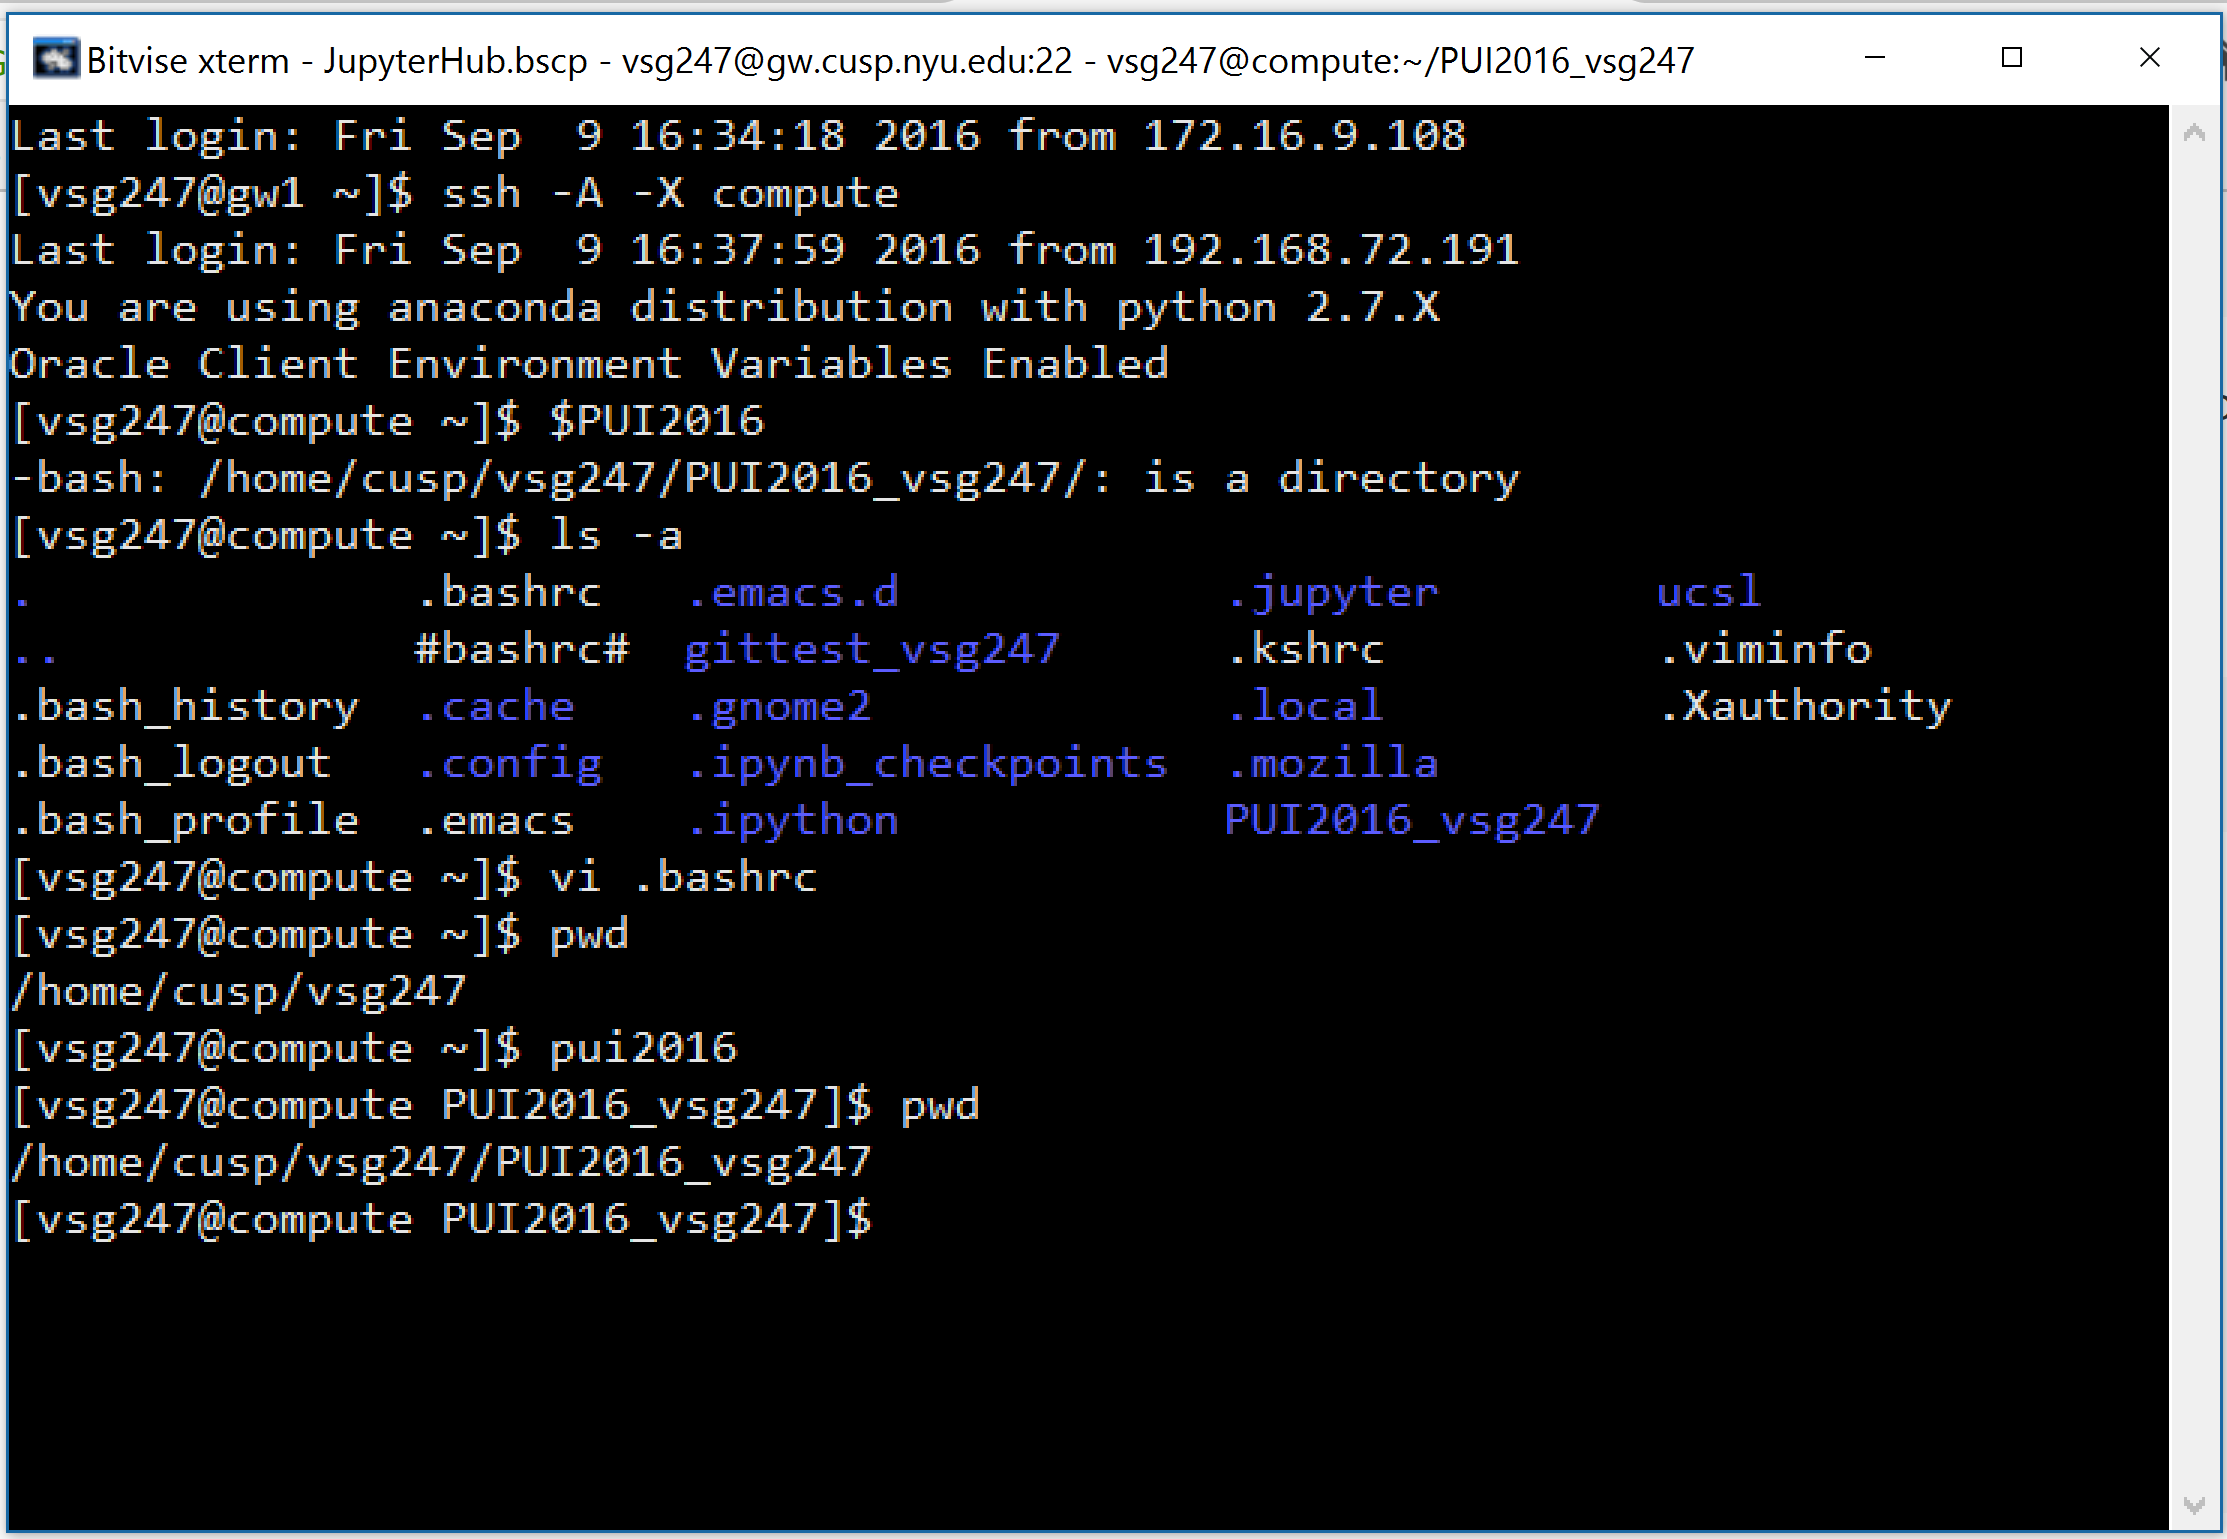 Bitvise xterm - JupyterHub.bscp - vsg247@gw.cusp.nyu.edu:22 - vsg247@compute:~/PUI2016_vsg247
Last login: Fri Sep  9 16:34:18 2016 from 172.16.9.108
[vsg247@gw1 ~]$ ssh -A -X compute
Last login: Fri Sep  9 16:37:59 2016 from 192.168.72.191
You are using anaconda distribution with python 2.7.X
Oracle Client Environment Variables Enabled
[vsg247@compute ~]$ $PUI2016
-bash: /home/cusp/vsg247/PUI2016_vsg247/: is a directory
[vsg247@compute ~]$ ls -a
.              .bashrc   .emacs.d            .jupyter        ucsl
..             #bashrc#  gittest_vsg247      .kshrc          .viminfo
.bash_history  .cache    .gnome2             .local          .Xauthority
.bash_logout   .config   .ipynb_checkpoints  .mozilla
.bash_profile  .emacs    .ipython            PUI2016_vsg247
[vsg247@compute ~]$ vi .bashrc
[vsg247@compute ~]$ pwd
/home/cusp/vsg247
[vsg247@compute ~]$ pui2016
[vsg247@compute PUI2016_vsg247]$ pwd
/home/cusp/vsg247/PUI2016_vsg247
[vsg247@compute PUI2016_vsg247]$